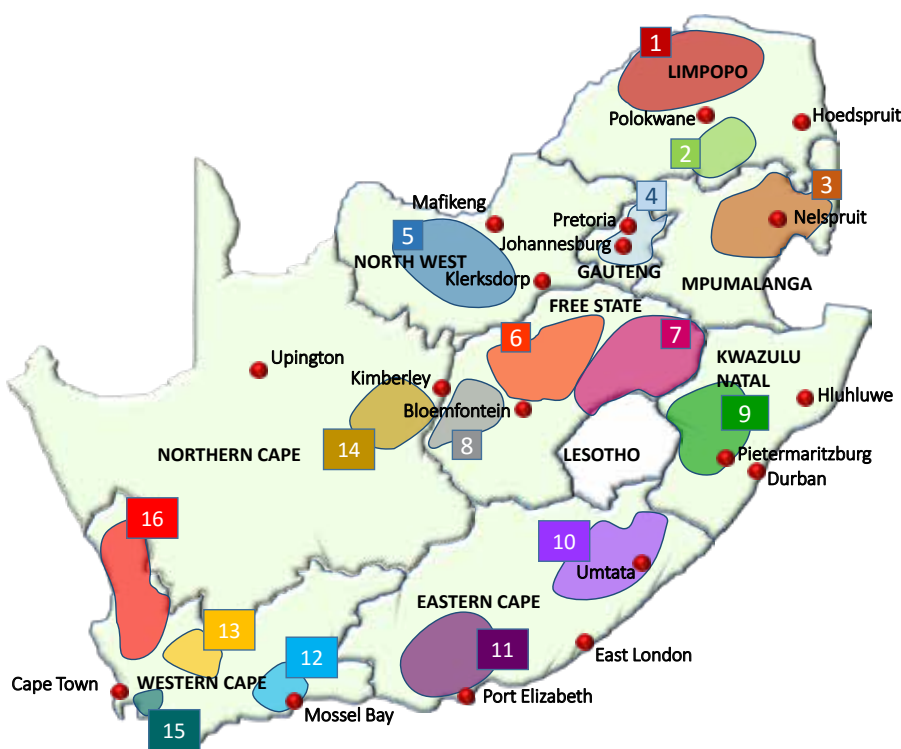 1
LIMPOPO
Polokwane
Hoedspruit
2
3
4
Mafikeng
Pretoria
Nelspruit
5
Johannesburg
NORTH WEST
GAUTENG
Klerksdorp
MPUMALANGA
FREE STATE
6
7
Upington
KWAZULU
NATAL
Kimberley
Hluhluwe
Bloemfontein
9
8
14
NORTHERN CAPE
LESOTHO
Pietermaritzburg
Durban
16
10
Umtata
EASTERN CAPE
13
12
11
East London
Cape Town
WESTERN CAPE
Port Elizabeth
Mossel Bay
15